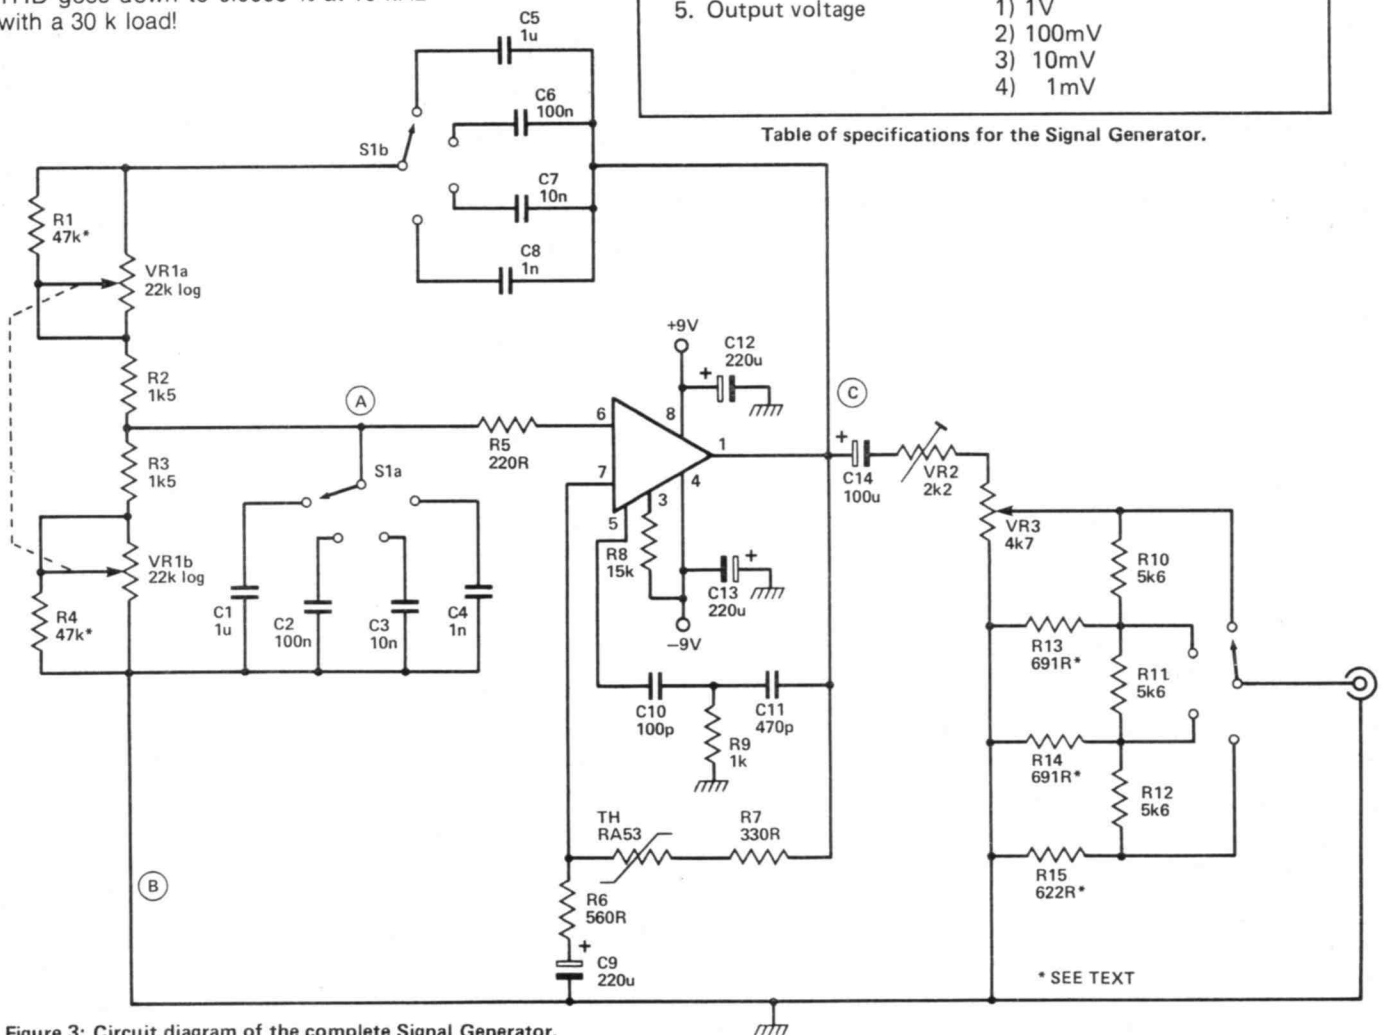 with a 30 k load!
5. Output voltage
1) 1V
2) 100mV
3) 10mV
4) 1mV
Table of specifications for the Signal Generator.
C5
1u
C6
100n
S1b
C7
10n
C8
1n
R1
47k*
VR1a
22k log
+9V
C12
220u
+
R2
1k5
A
R5
220R
6
8
1
7
4
3
5
C
+
C14
100u
VR2
2k2
R3
1k5
S1a
VR3
4k7
R8
15k
+
C13
220u
−9V
R10
5k6
VR1b
22k log
R4
47k*
C1
1u
C2
100n
C3
10n
C4
1n
R13
691R*
R11
5k6
C10
100p
C11
470p
R9
1k
R14
691R*
R12
5k6
TH
RA53
R7
330R
R15
622R*
B
R6
560R
+
C9
220u
* SEE TEXT
Figure 3: Circuit diagram of the complete Signal Generator.